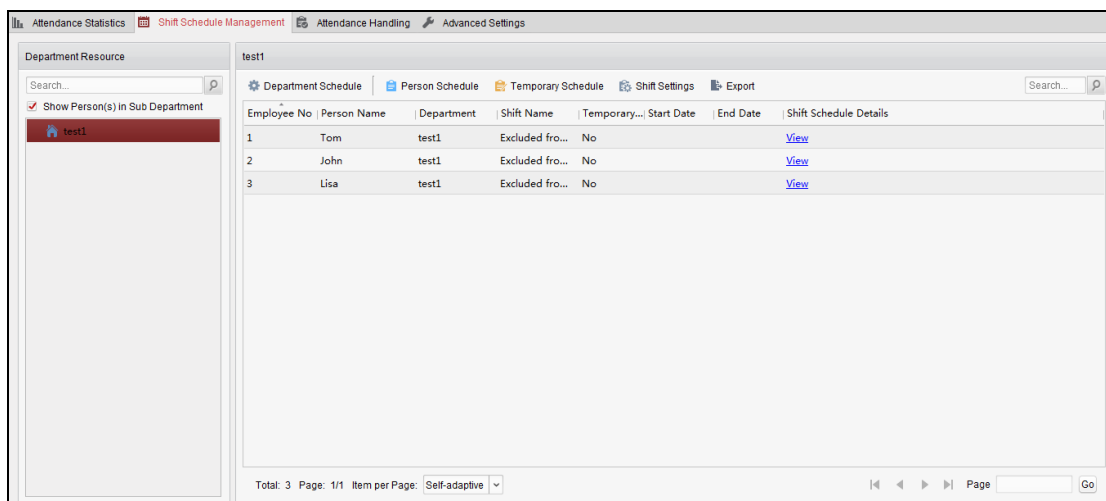 Attendance Statistics Shift Schedule Management Attendance Handling Advanced Settings
Department Resource
Search...
Show Person(s) in Sub Department
test1
test1
Department Schedule Person Schedule Temporary Schedule Shift Settings Export Search...
Employee No Person Name Department Shift Name Temporary... Start Date End Date Shift Schedule Details
1 Tom test1 Excluded fro... No View
2 John test1 Excluded fro... No View
3 Lisa test1 Excluded fro... No View
Total: 3 Page: 1/1 Item per Page: Self-adaptive Page Go